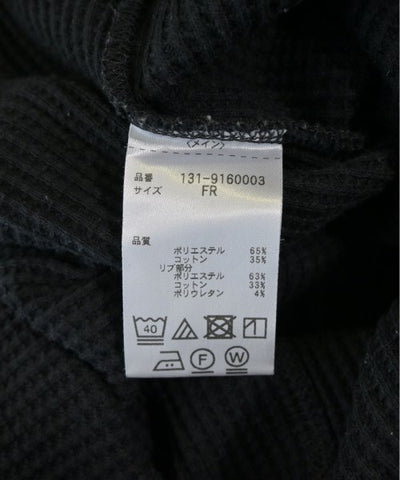 〈メイン〉
品番 131-9160003
サイズ FR
品質
ポリエステル 65%
コットン 35%
リブ部分
ポリエステル 63%
コットン 33%
ポリウレタン 4%
40
F W